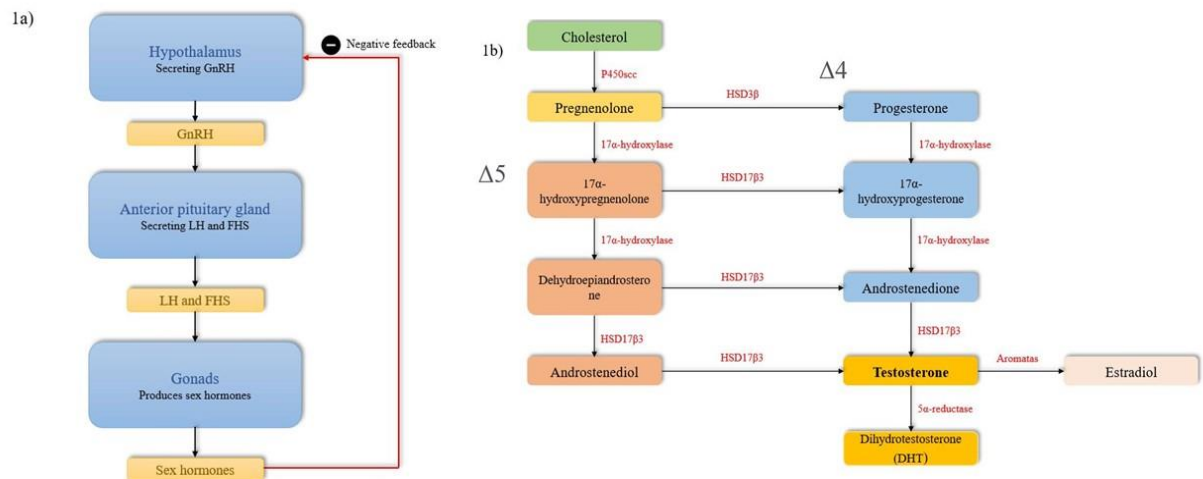 1a)
Hypothalamus
Secreting GnRH
Negative feedback
GnRH
Anterior pituitary gland
Secreting LH and FHS
LH and FHS
Gonads
Produces sex hormones
Sex hormones
1b)
Cholesterol
P450scc
Δ4
Pregnenolone
HSD3β
Progesterone
17α-hydroxylase
17α-hydroxylase
Δ5
17α-
hydroxypregnenolone
HSD17β3
17α-
hydroxyprogesterone
17α-hydroxylase
17α-hydroxylase
Dehydroepiandrostero
ne
HSD17β3
Androstenedione
HSD17β3
HSD17β3
Androstenediol
HSD17β3
Testosterone
Aromatas
Estradiol
5α-reductase
Dihydrotestosterone
(DHT)